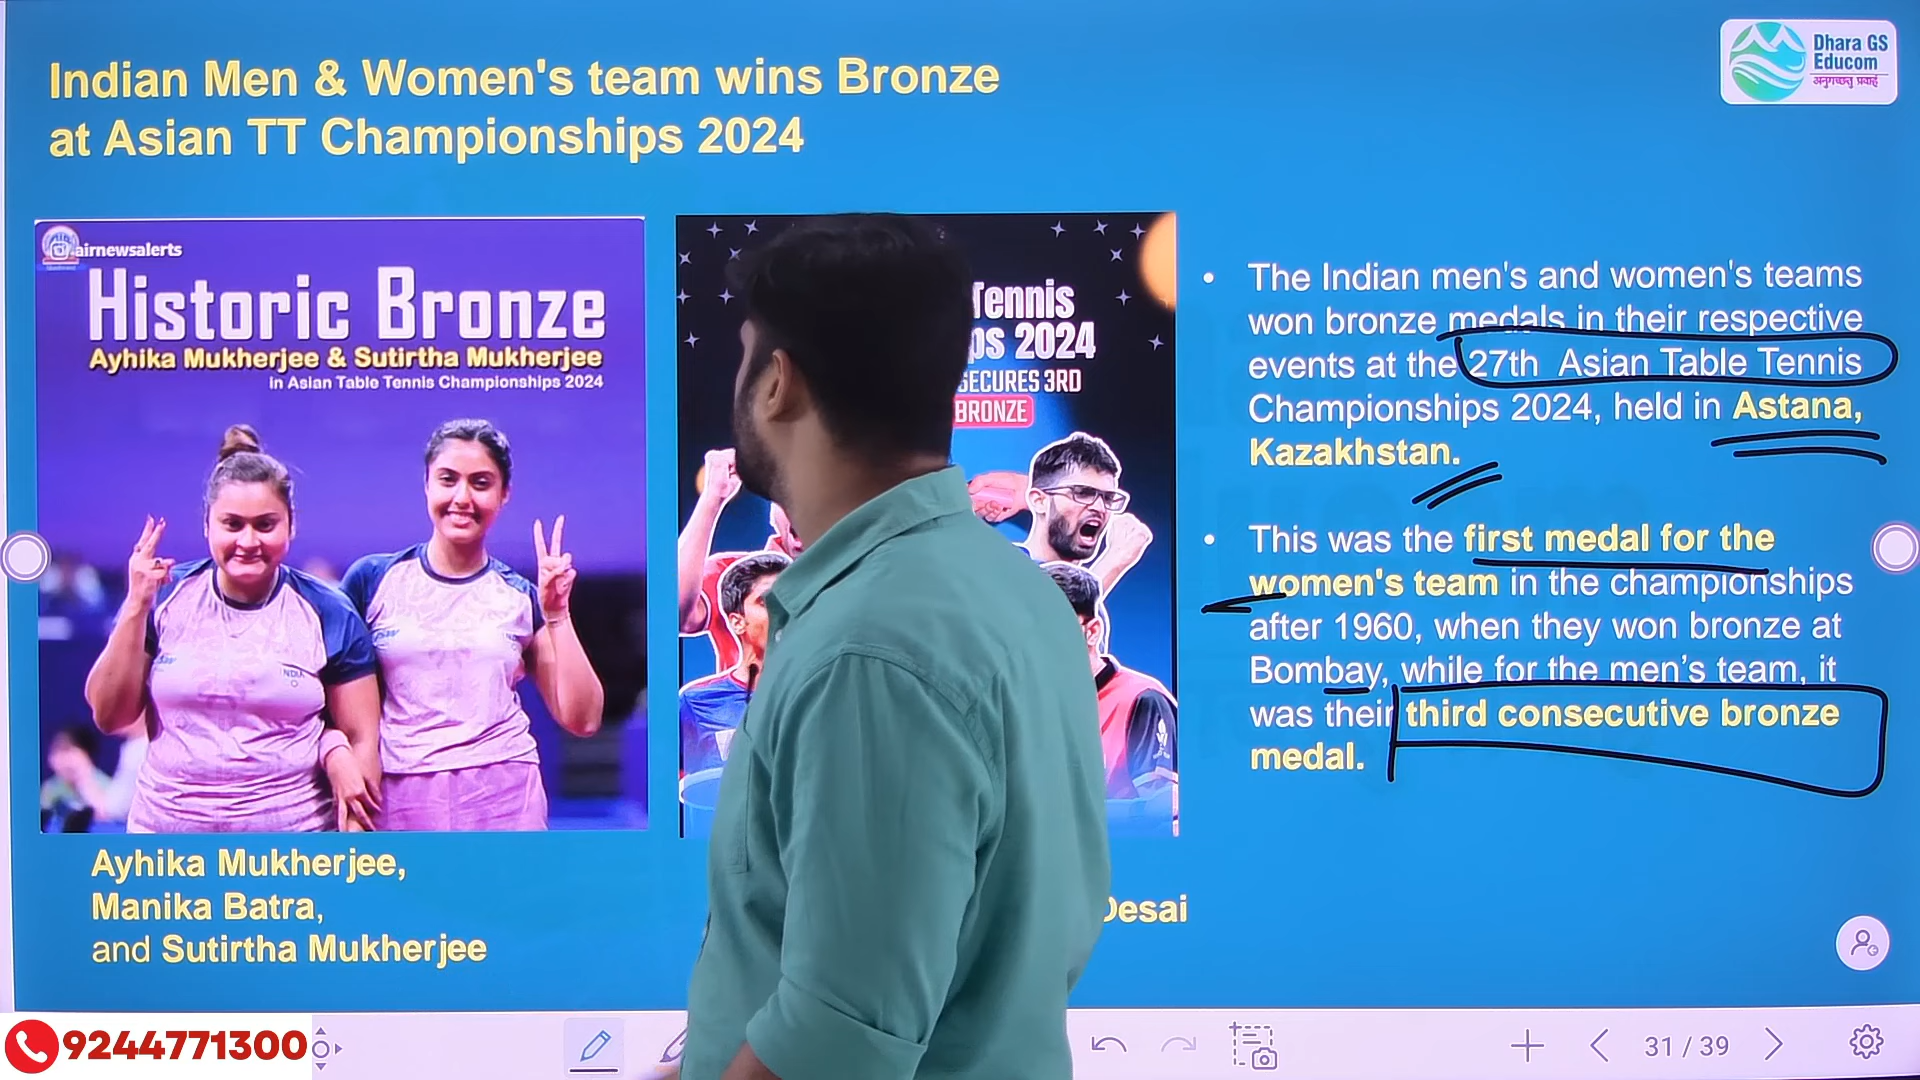 Indian Men & Women's team wins Bronze
at Asian TT Championships 2024
Dhara GS
Educom
अनुगच्छतु प्रवाहं
airnewsalerts
Historic Bronze
Ayhika Mukherjee & Sutirtha Mukherjee
in Asian Table Tennis Championships 2024
INDIA
Tennis
2024
SECURES 3RD
BRONZE
• The Indian men's and women's teams
won bronze medals in their respective
events at the 27th Asian Table Tennis
Championships 2024, held in Astana,
Kazakhstan.
• This was the first medal for the
women's team in the championships
after 1960, when they won bronze at
Bombay, while for the men’s team, it
was their third consecutive bronze
medal.
Ayhika Mukherjee,
Manika Batra,
and Sutirtha Mukherjee
Desai
9244771300
31 / 39